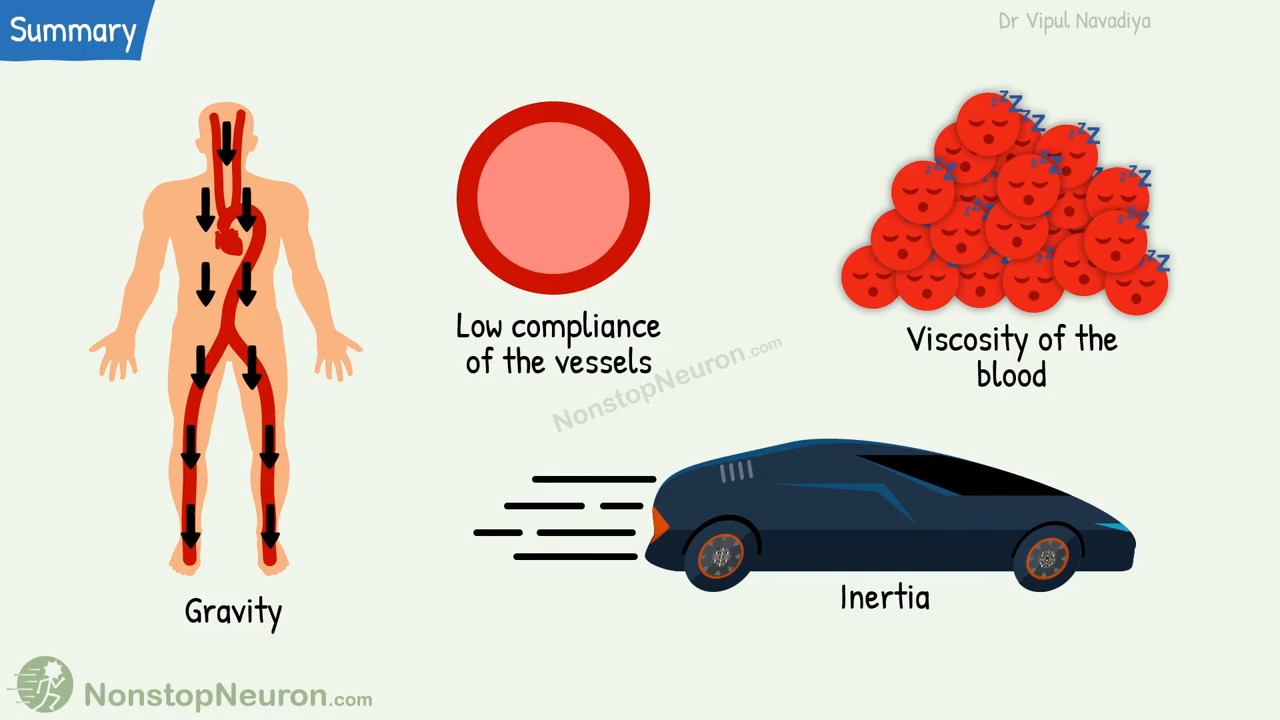 Summary
Dr Vipul Navadiya
Low compliance
of the vessels
Viscosity of the
blood
NonstopNeuron.com
Gravity
Inertia
NonstopNeuron.com